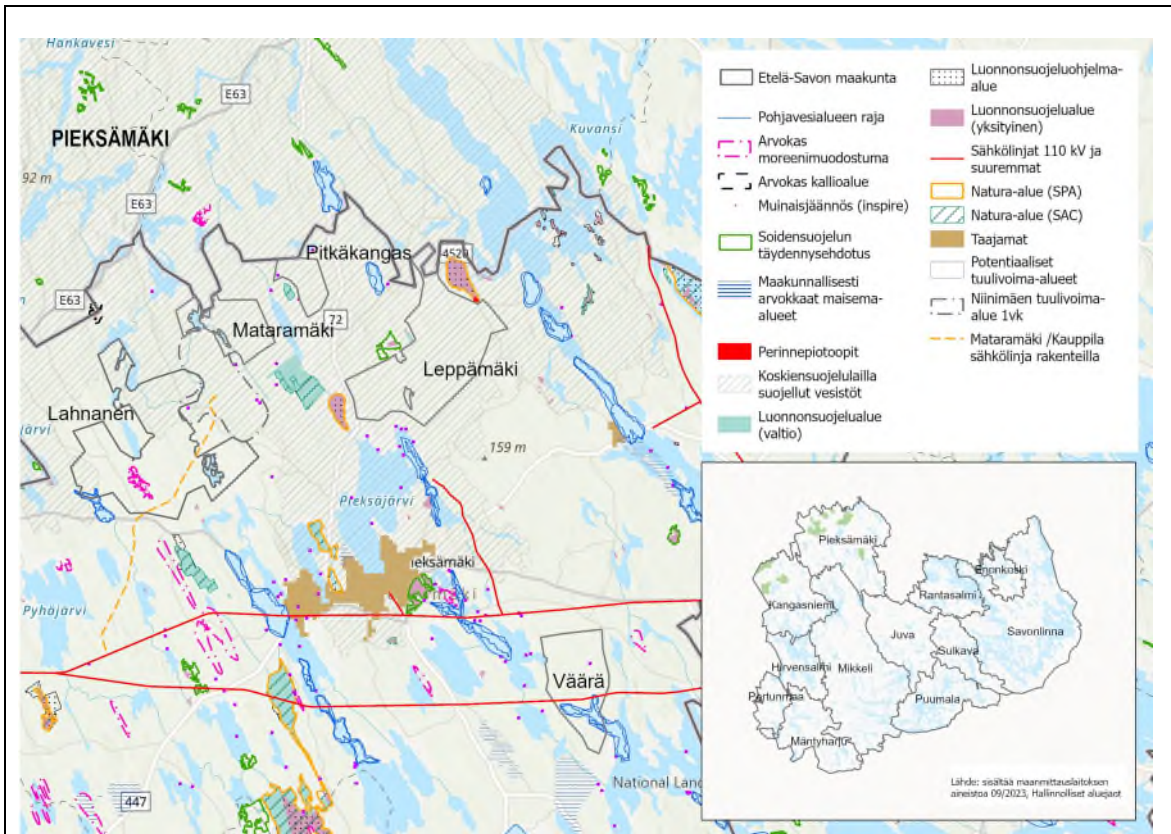 Hankavesi
E63
PIEKSÄMÄKI
Kuvansi
E63
Pitkäkangas
4520
E63
72
Mataramäki
Leppämäki
Lahnanen
järvi
159 m
Pieksäjärvi
ieksämäki
Pyhäjärvi
Väärä
447
National Land
Etelä-Savon maakunta
Pohjavesialueen raja
Arvokas
moreenimuodostuma
Arvokas kallioalue
Muinaisjäännös (inspire)
Soidensuojelun
täydennysehdotus
Maakunnallisesti
arvokkaat maisema-
alueet
Perinnepiotoopit
Koskiensuojelulailla
suojellut vesistöt
Luonnonsuojelualue
(valtio)
Luonnonsuojeluohjelma-
alue
Luonnonsuojelualue
(yksityinen)
Sähkölinjat 110 kV ja
suuremmat
Natura-alue (SPA)
Natura-alue (SAC)
Taajamat
Potentiaaliset
tuulivoima-alueet
Niinimäen tuulivoima-
alue 1vk
Mataramäki /Kauppila
sähkölinja rakenteilla
Pieksämäki
Enonkoski
Rantasalmi
Kangasniemi
Savonlinna
Juva
Sulkava
Hirvensalmi
Mikkeli
Pertunmaa
Puumala
Mäntyharju
Lähde: sisältää maanmittauslaitoksen
aineistoa 09/2023, Hallinnolliset aluejaot